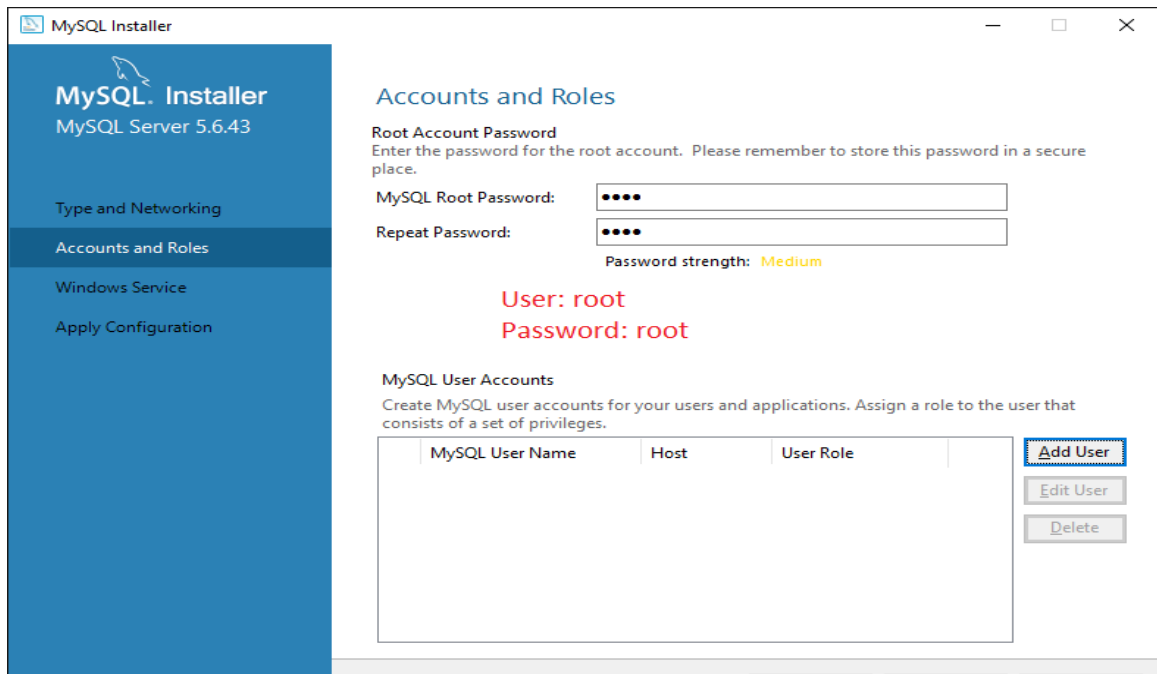 MySQL Installer
MySQL. Installer
MySQL Server 5.6.43
Type and Networking
Accounts and Roles
Windows Service
Apply Configuration
Accounts and Roles
Root Account Password
Enter the password for the root account. Please remember to store this password in a secure
place.
MySQL Root Password: ●●●●
Repeat Password: ●●●●
Password strength: Medium
User: root
Password: root
MySQL User Accounts
Create MySQL user accounts for your users and applications. Assign a role to the user that
consists of a set of privileges.
MySQL User Name Host User Role
Add User
Edit User
Delete